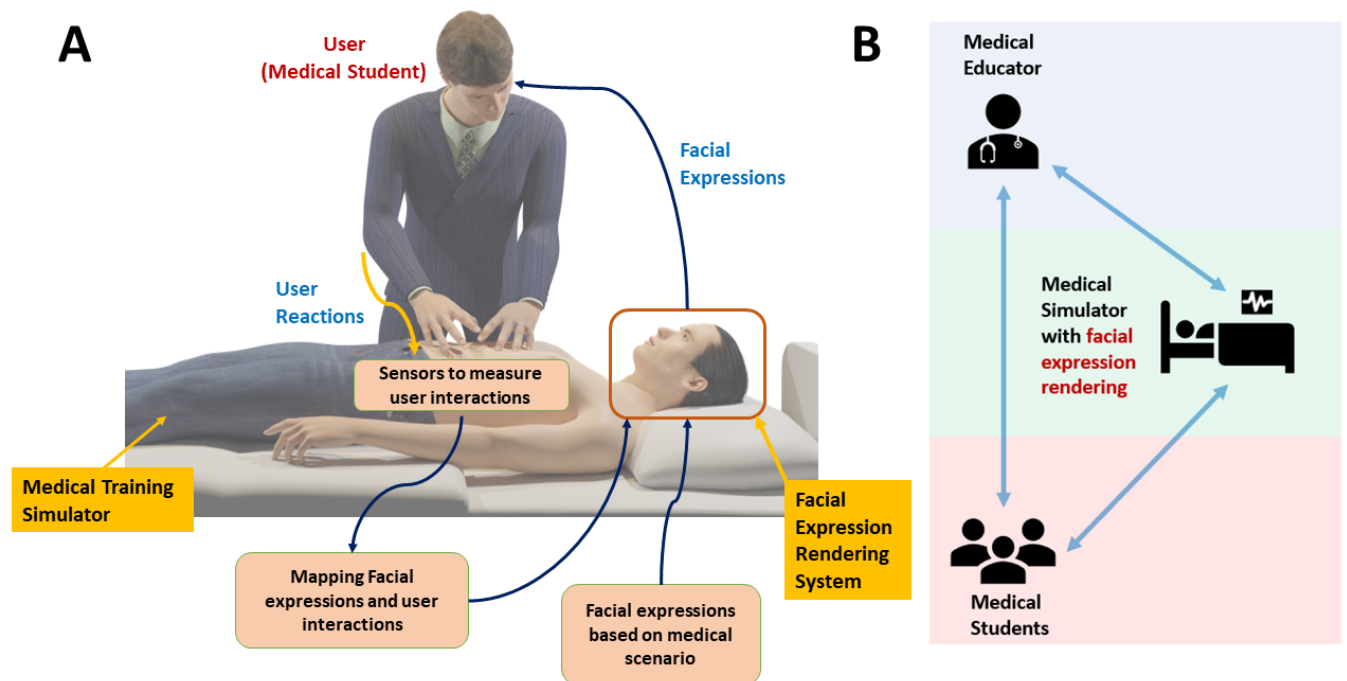 A
User
(Medical Student)
Facial
Expressions
User
Reactions
Sensors to measure
user interactions
Medical Training
Simulator
Facial
Expression
Rendering
System
Mapping Facial
expressions and user
interactions
Facial expressions
based on medical
scenario
B
Medical
Educator
Medical
Simulator
with facial
expression
rendering
Medical
Students